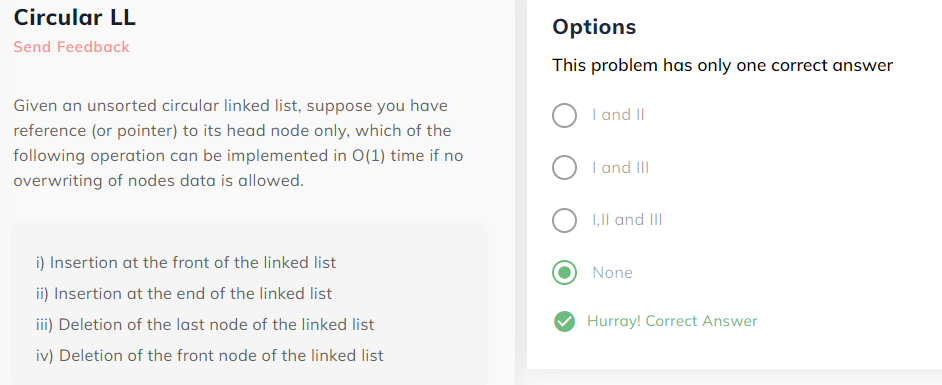 Circular LL
Send Feedback
Given an unsorted circular linked list, suppose you have
reference (or pointer) to its head node only, which of the
following operation can be implemented in O(1) time if no
overwriting of nodes data is allowed.
i) Insertion at the front of the linked list
ii) Insertion at the end of the linked list
iii) Deletion of the last node of the linked list
iv) Deletion of the front node of the linked list
Options
This problem has only one correct answer
I and II
I and III
I,II and III
None
Hurray! Correct Answer